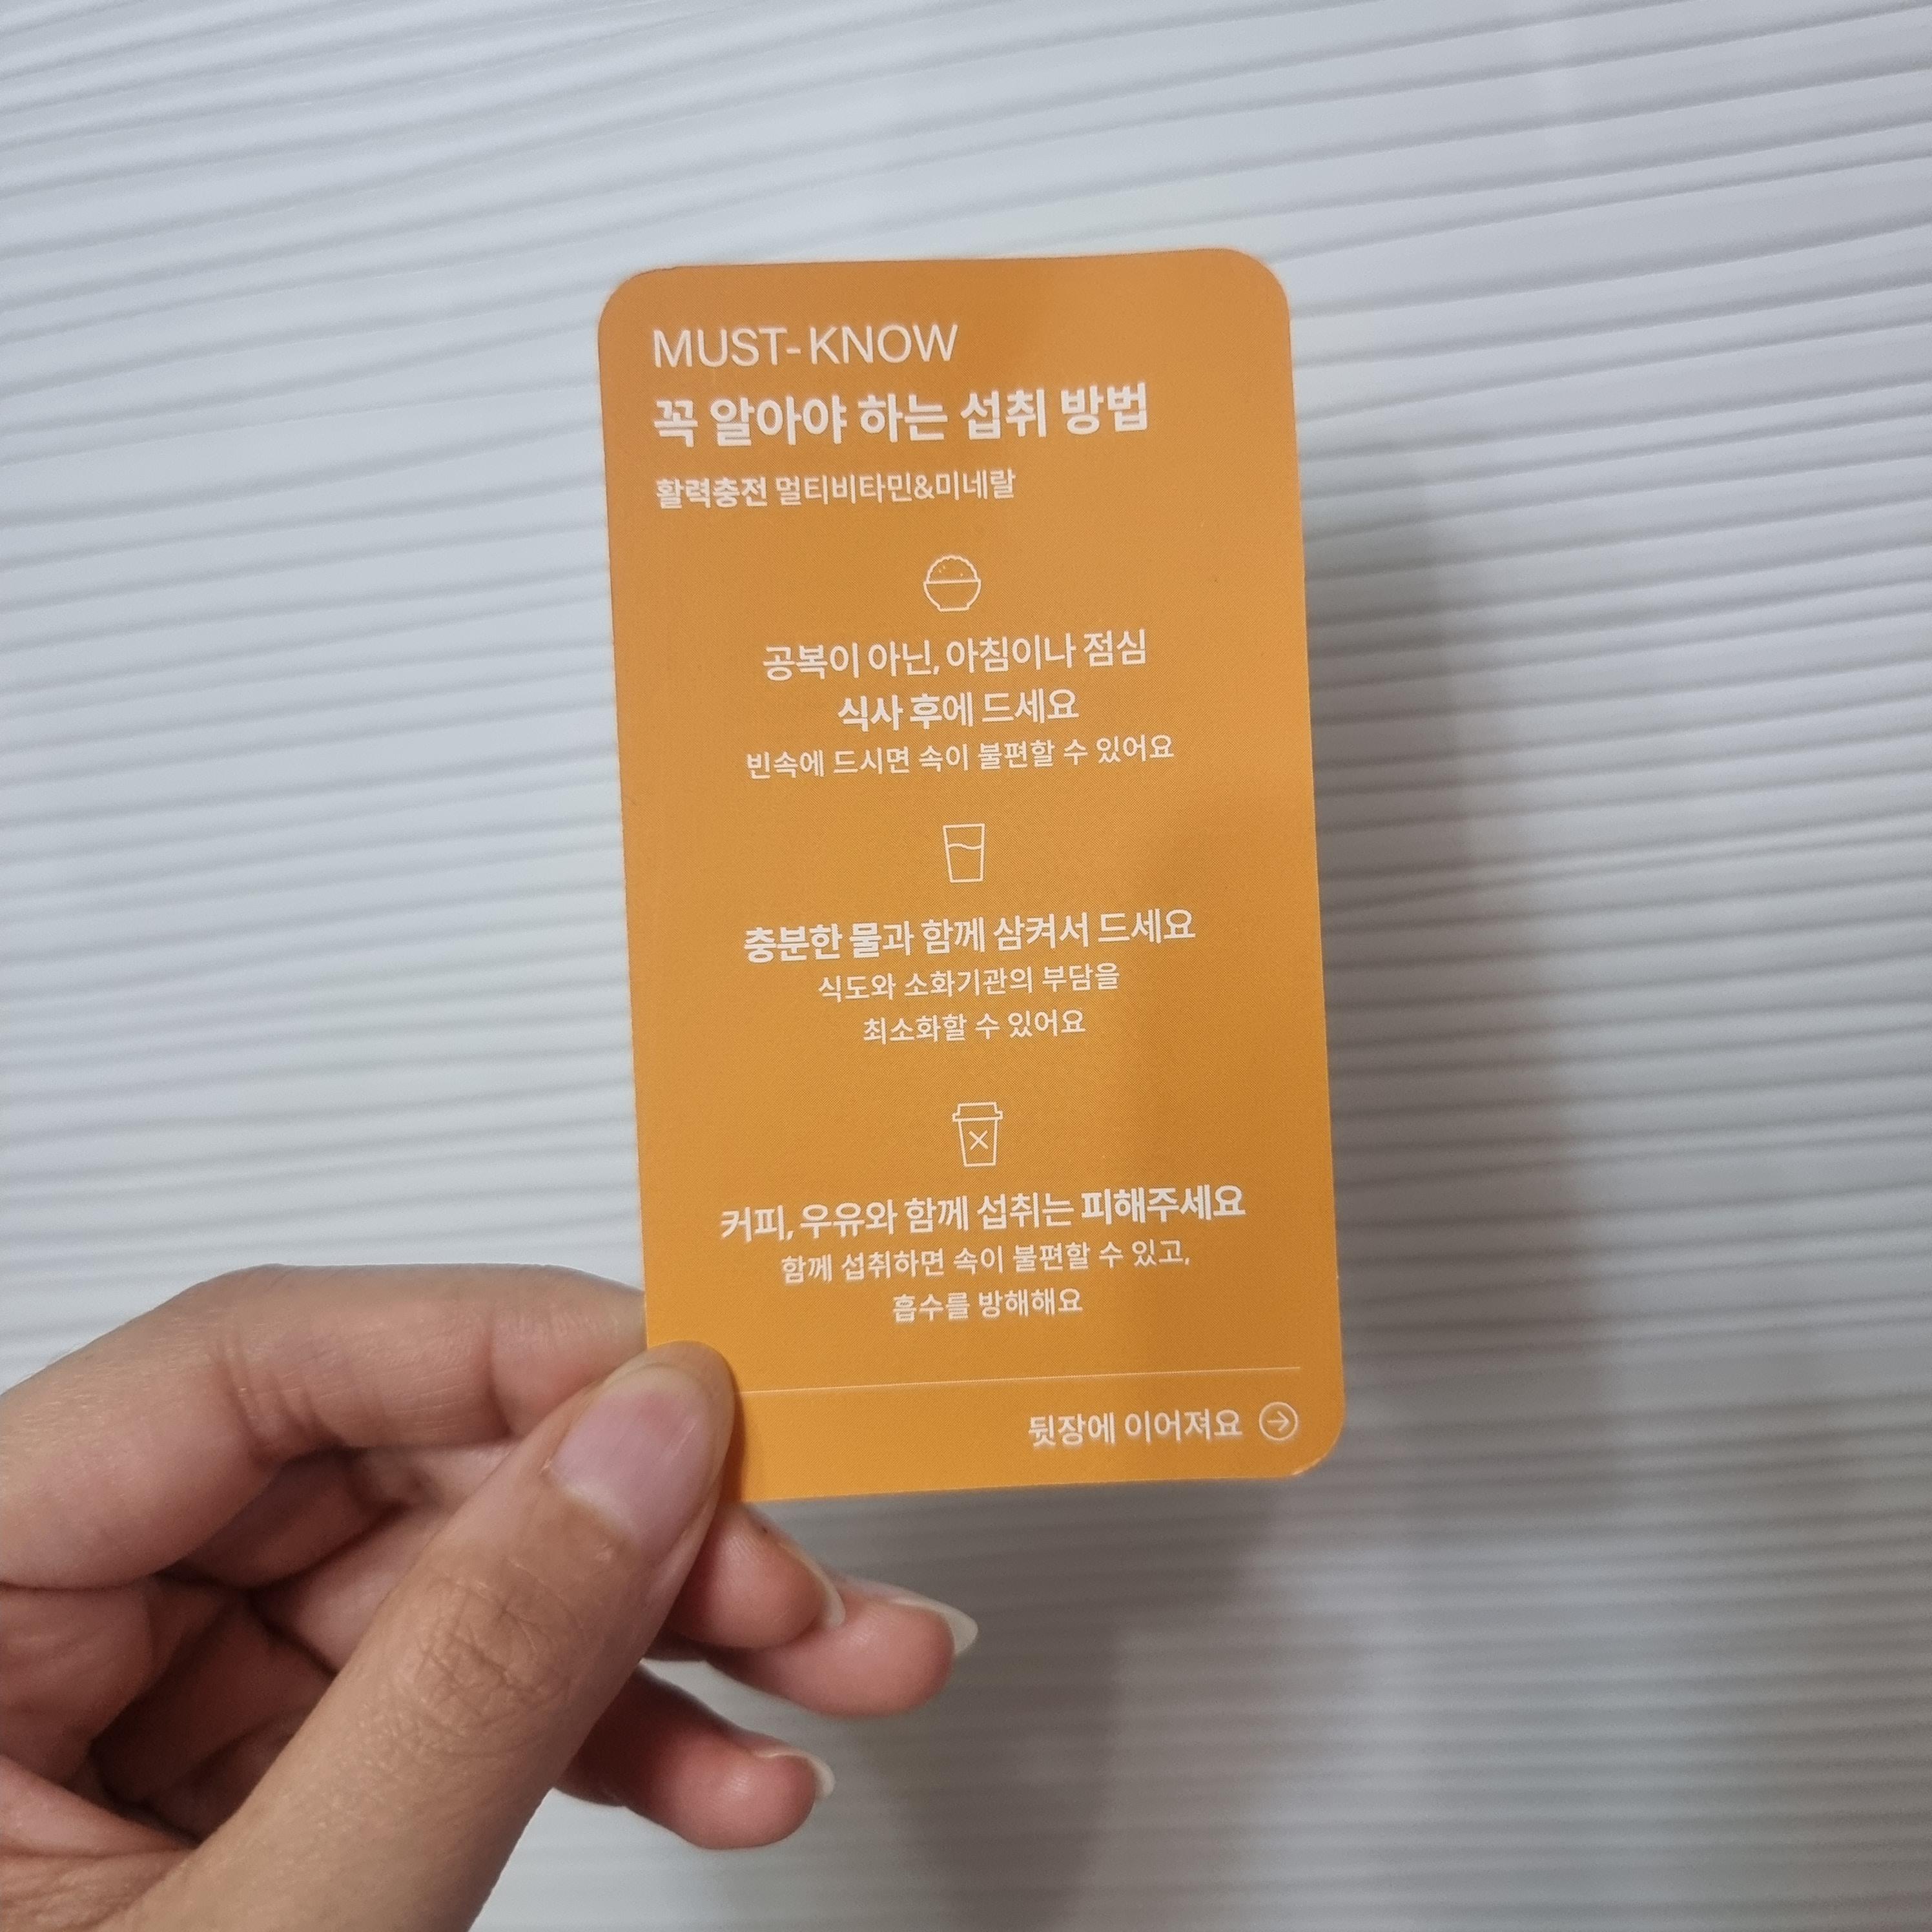 MUST-KNOW
꼭 알아야 하는 섭취 방법
활력충전 멀티비타민&미네랄
공복이 아닌, 아침이나 점심
식사 후에 드세요
빈속에 드시면 속이 불편할 수 있어요
충분한 물과 함께 삼켜서 드세요
식도와 소화기관의 부담을
최소화할 수 있어요
커피, 우유와 함께 섭취는 피해주세요
함께 섭취하면 속이 불편할 수 있고,
흡수를 방해해요
뒷장에 이어져요